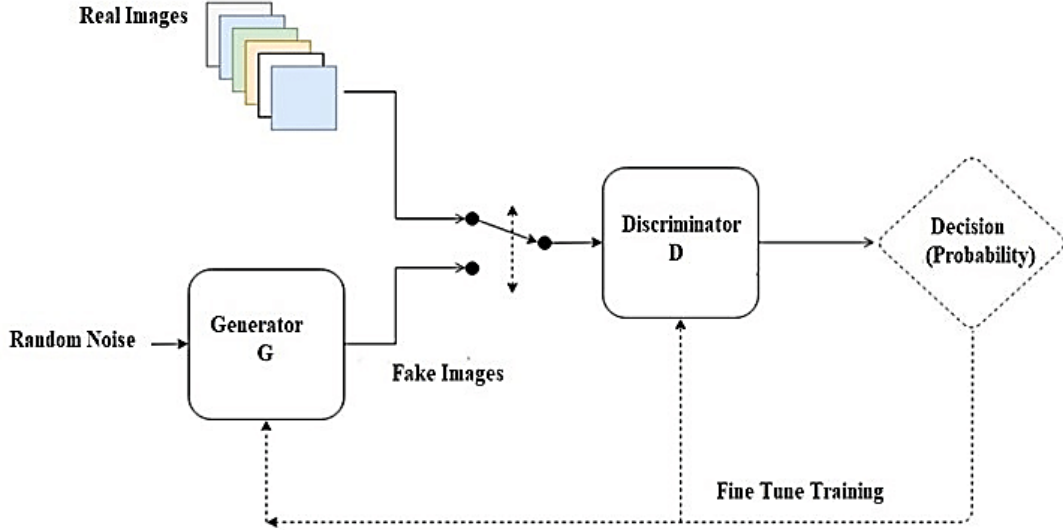 Real Images
Random Noise
Generator
G
Fake Images
Discriminator
D
Decision
(Probability)
Fine Tune Training